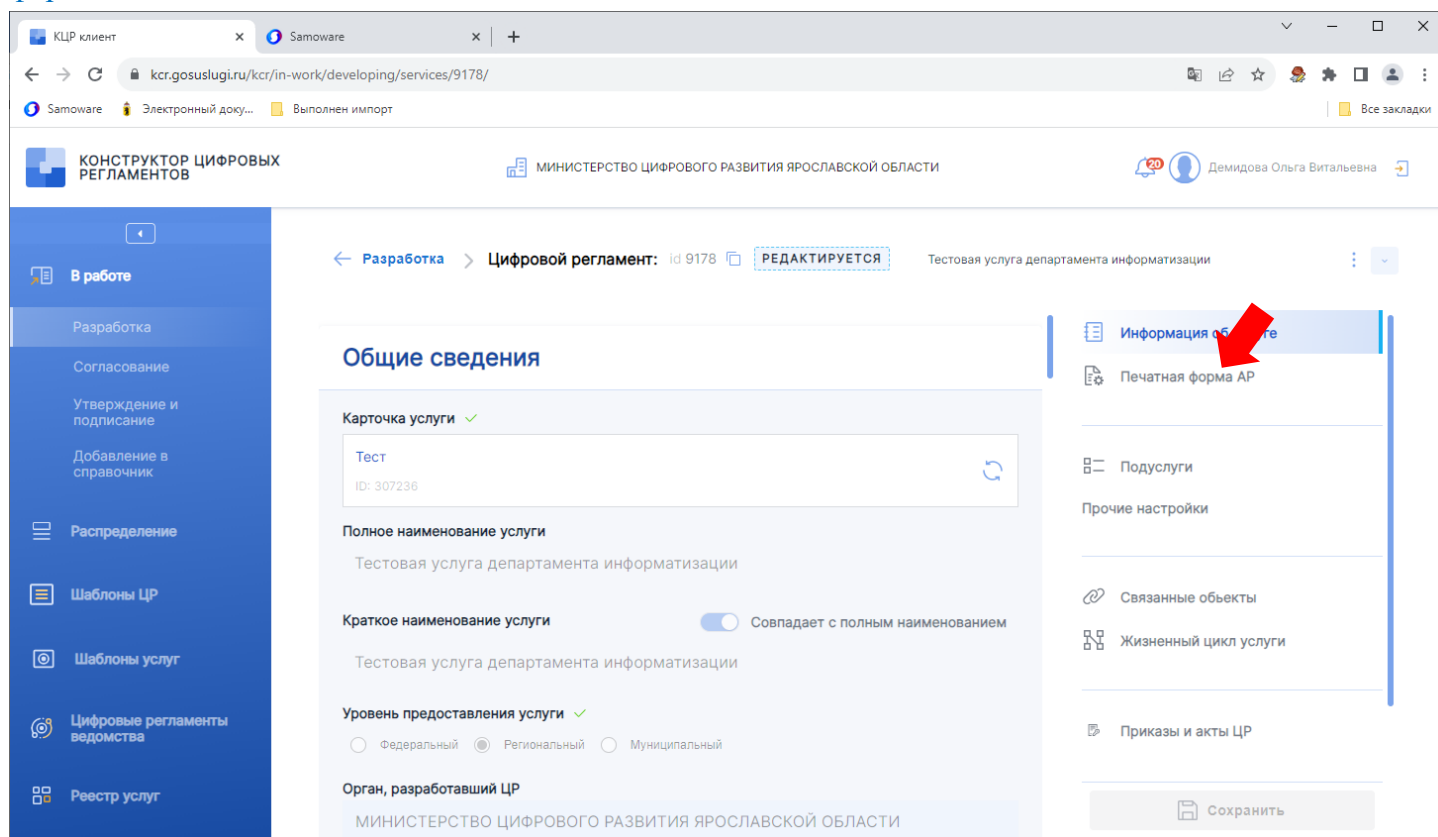 КЦР клиент
Samoware
kcr.gosuslugi.ru/kcr/in-work/developing/services/9178/
Samoware
Электронный доку...
Выполнен импорт
Все закладки
КОНСТРУКТОР ЦИФРОВЫХ
РЕГЛАМЕНТОВ
МИНИСТЕРСТВО ЦИФРОВОГО РАЗВИТИЯ ЯРОСЛАВСКОЙ ОБЛАСТИ
20
Демидова Ольга Витальевна
В работе
Разработка
Согласование
Утверждение и
подписание
Добавление в
справочник
Распределение
Шаблоны ЦР
Шаблоны услуг
Цифровые регламенты
ведомства
Реестр услуг
Разработка > Цифровой регламент: id 9178 РЕДАКТИРУЕТСЯ
Тестовая услуга департамента информатизации
Общие сведения
Карточка услуги
Тест
ID: 307236
Полное наименование услуги
Тестовая услуга департамента информатизации
Краткое наименование услуги
Совпадает с полным наименованием
Тестовая услуга департамента информатизации
Уровень предоставления услуги
Федеральный Региональный Муниципальный
Орган, разработавший ЦР
МИНИСТЕРСТВО ЦИФРОВОГО РАЗВИТИЯ ЯРОСЛАВСКОЙ ОБЛАСТИ
Информация
Печатная форма АР
Подуслуги
Прочие настройки
Связанные объекты
Жизненный цикл услуги
Приказы и акты ЦР
Сохранить